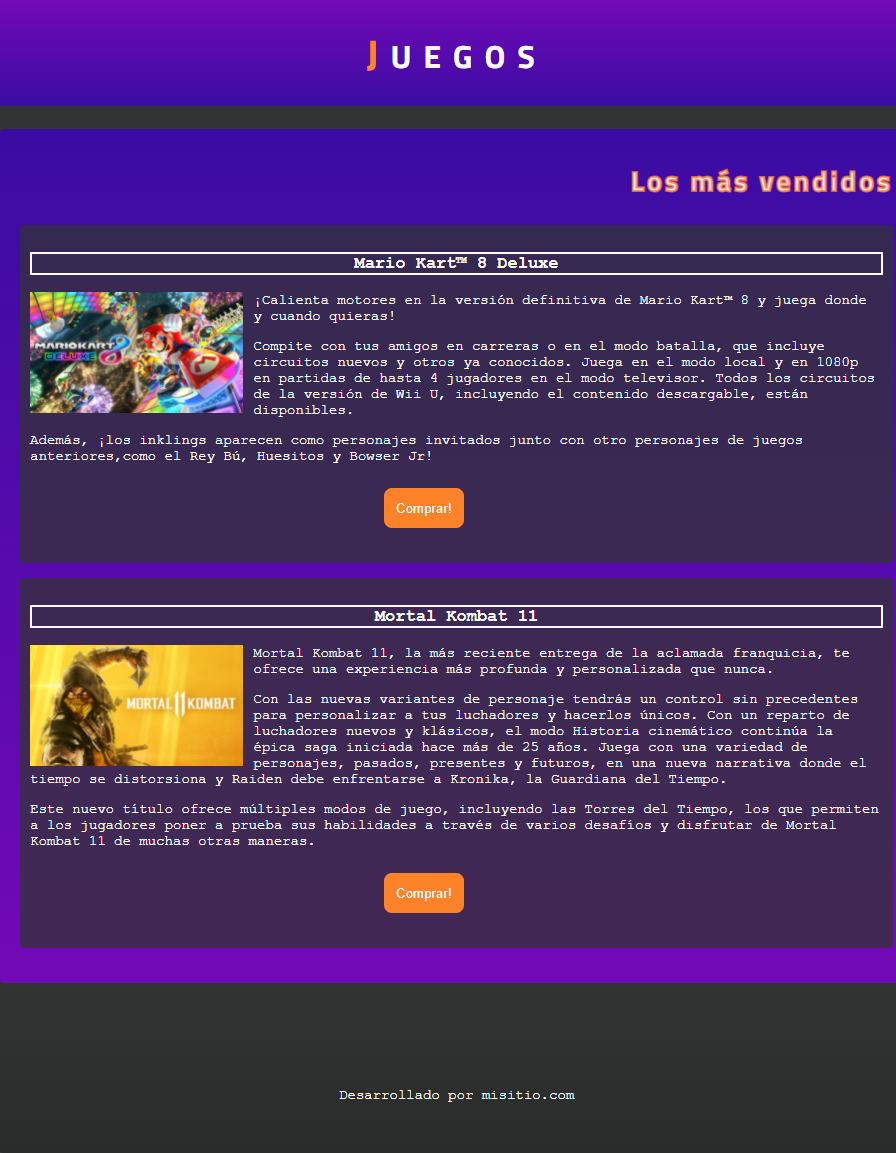 JUEGOS
Los más vendidos
Mario Kart™ 8 Deluxe
MARIOKART 8
DELUXE
¡Calienta motores en la versión definitiva de Mario Kart™ 8 y juega donde
y cuando quieras!
Compite con tus amigos en carreras o en el modo batalla, que incluye
circuitos nuevos y otros ya conocidos. Juega en el modo local y en 1080p
en partidas de hasta 4 jugadores en el modo televisor. Todos los circuitos
de la versión de Wii U, incluyendo el contenido descargable, están
disponibles.
Además, ¡los inklings aparecen como personajes invitados junto con otro personajes de juegos
anteriores,como el Rey Bú, Huesitos y Bowser Jr!
Comprar!
Mortal Kombat 11
MORTAL 11 KOMBAT
Mortal Kombat 11, la más reciente entrega de la aclamada franquicia, te
ofrece una experiencia más profunda y personalizada que nunca.
Con las nuevas variantes de personaje tendrás un control sin precedentes
para personalizar a tus luchadores y hacerlos únicos. Con un reparto de
luchadores nuevos y klásicos, el modo Historia cinemático continúa la
épica saga iniciada hace más de 25 años. Juega con una variedad de
personajes, pasados, presentes y futuros, en una nueva narrativa donde el
tiempo se distorsiona y Raiden debe enfrentarse a Kronika, la Guardiana del Tiempo.
Este nuevo título ofrece múltiples modos de juego, incluyendo las Torres del Tiempo, los que permiten
a los jugadores poner a prueba sus habilidades a través de varios desafíos y disfrutar de Mortal
Kombat 11 de muchas otras maneras.
Comprar!
Desarrollado por misitio.com